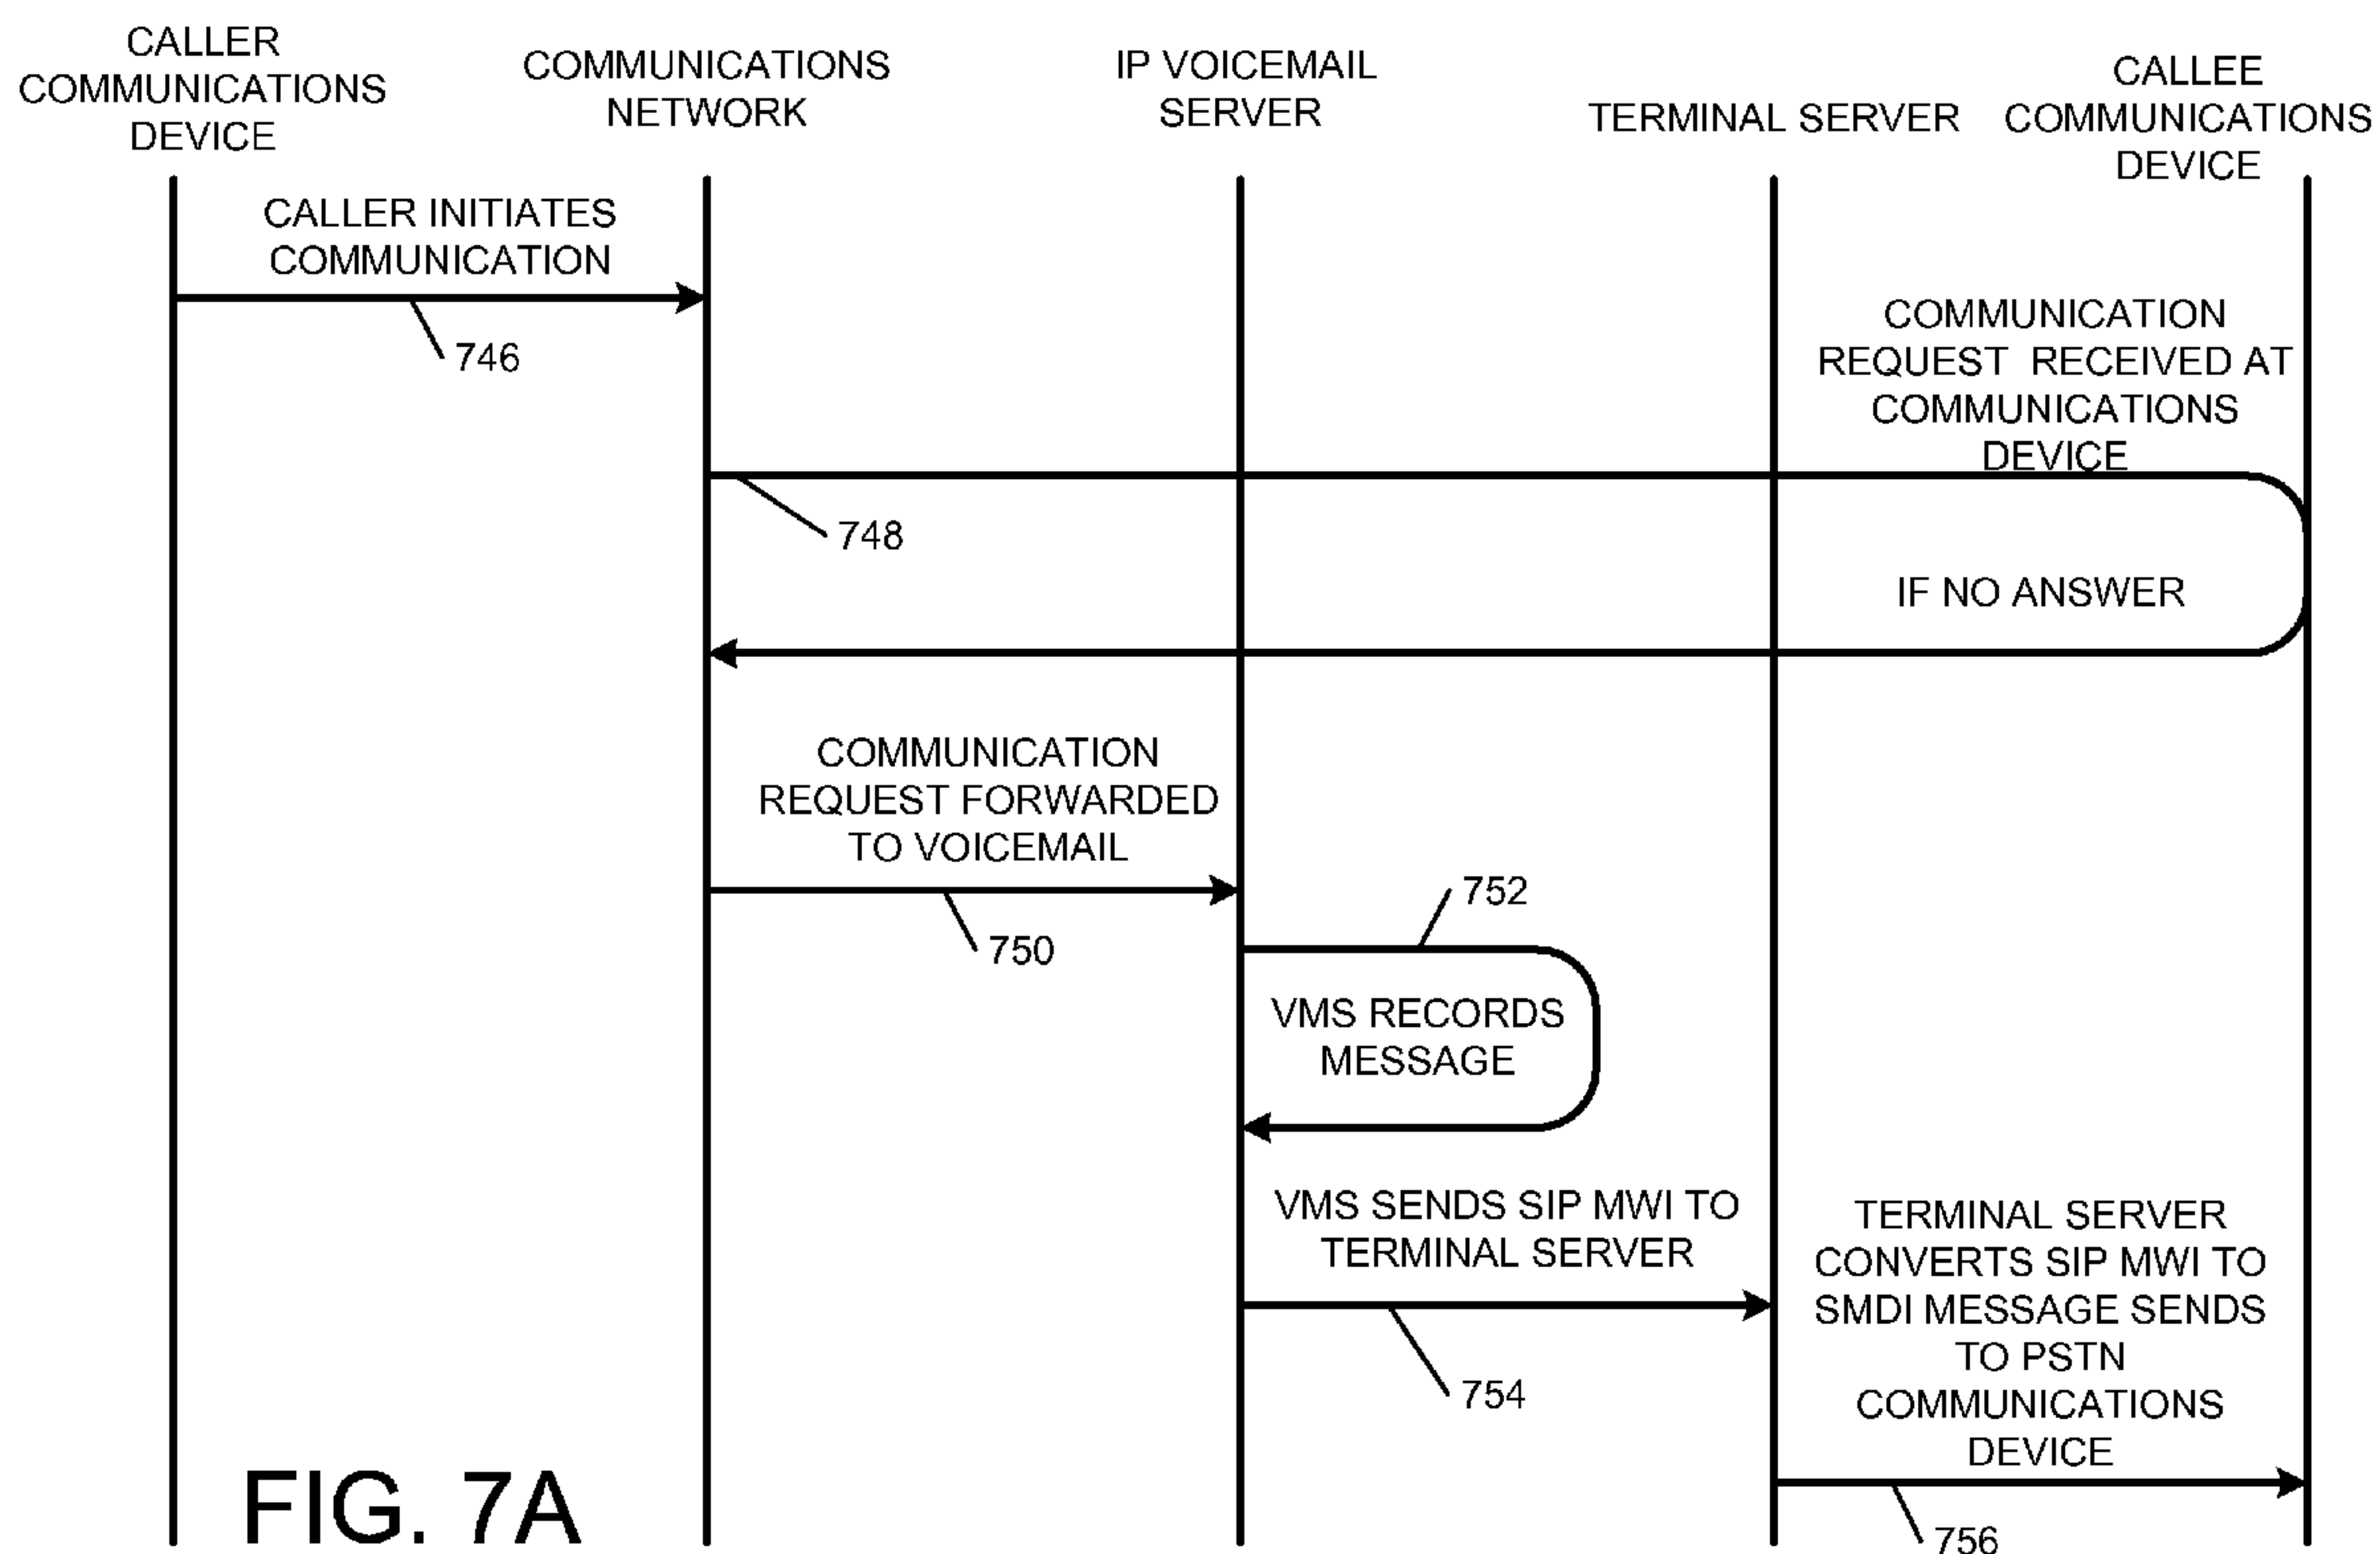 CALLER
COMMUNICATIONS
DEVICE
COMMUNICATIONS
NETWORK
IP VOICEMAIL
SERVER
TERMINAL SERVER
CALLEE
COMMUNICATIONS
DEVICE
CALLER INITIATES
COMMUNICATION
746
COMMUNICATION
REQUEST RECEIVED AT
COMMUNICATIONS
DEVICE
748
IF NO ANSWER
COMMUNICATION
REQUEST FORWARDED
TO VOICEMAIL
750
752
VMS RECORDS
MESSAGE
VMS SENDS SIP MWI TO
TERMINAL SERVER
754
TERMINAL SERVER
CONVERTS SIP MWI TO
SMDI MESSAGE SENDS
TO PSTN
COMMUNICATIONS
DEVICE
756
FIG. 7A